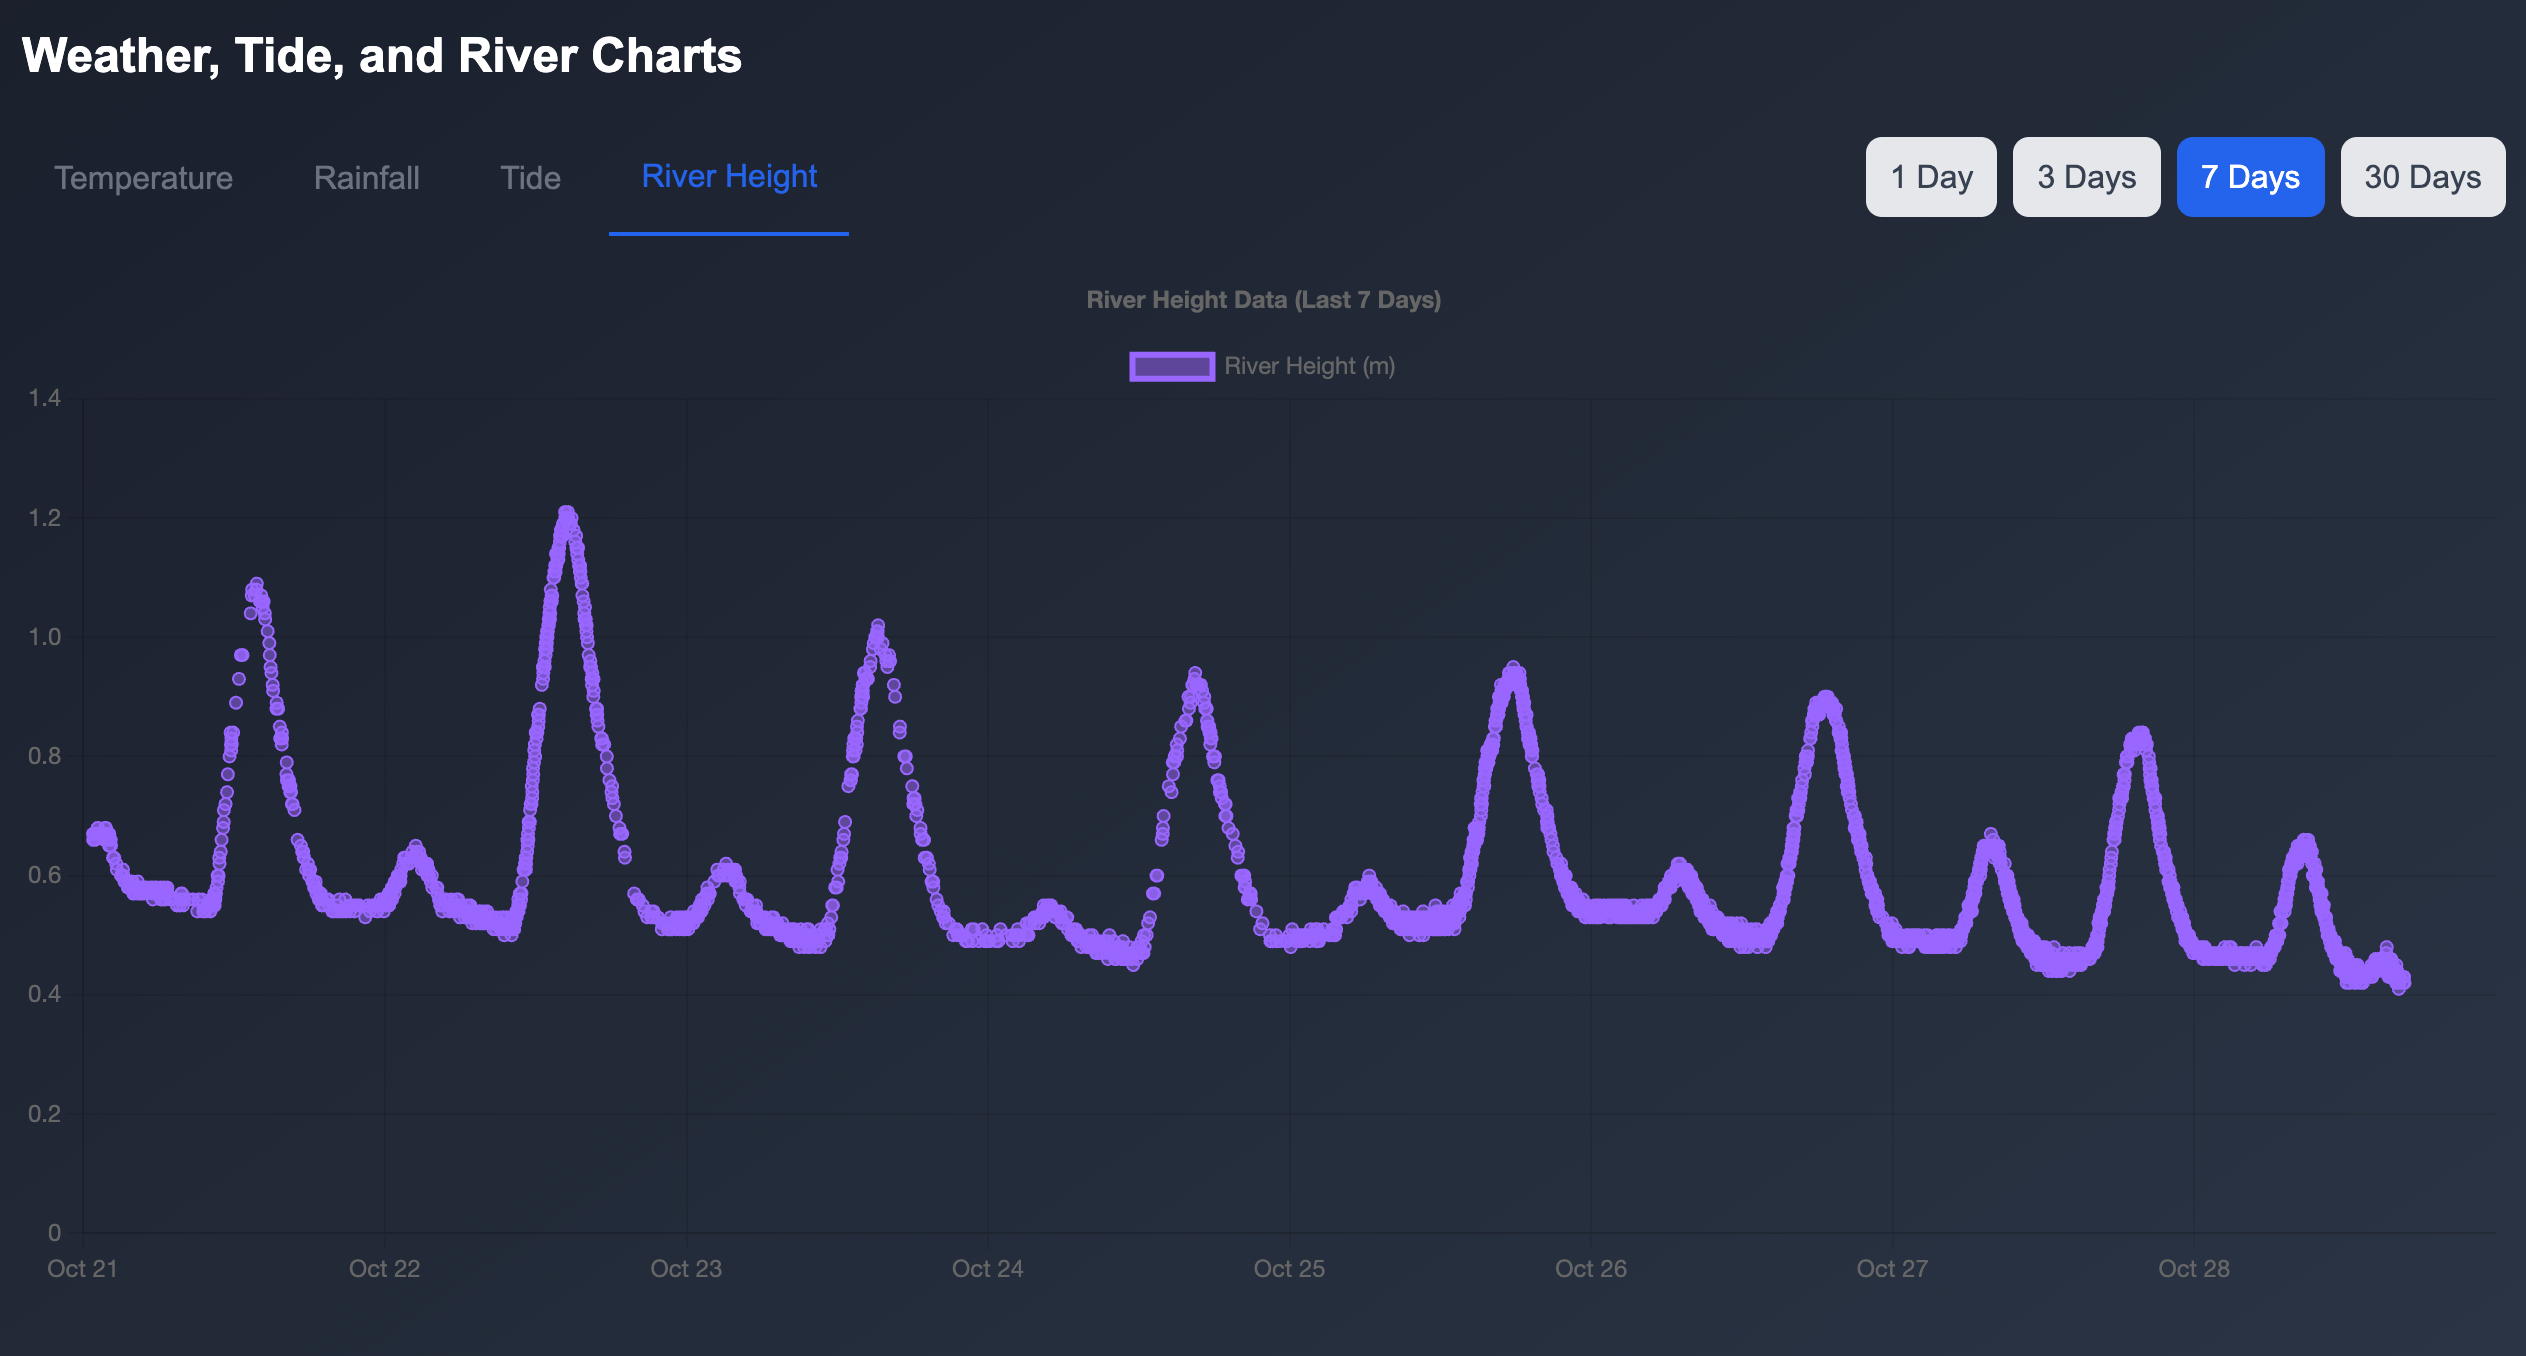 Weather, Tide, and River Charts
Temperature Rainfall Tide River Height 1 Day 3 Days 7 Days 30 Days
River Height Data (Last 7 Days)
River Height (m)
1.4
1.2
1.0
0.8
0.6
0.4
0.2
0
Oct 21 Oct 22 Oct 23 Oct 24 Oct 25 Oct 26 Oct 27 Oct 28